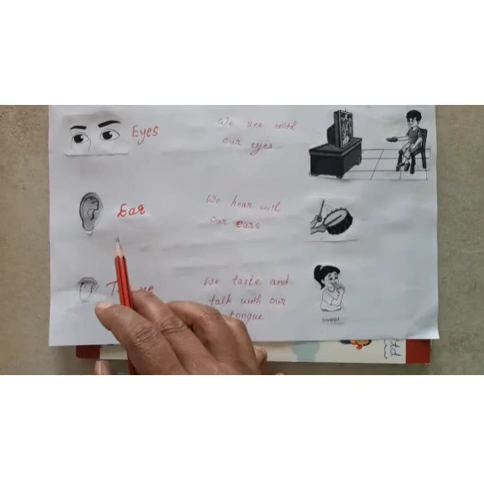 Eyes
We see with
our eyes
Ear
We hear with
our ears
We taste and
talk with our
tongue